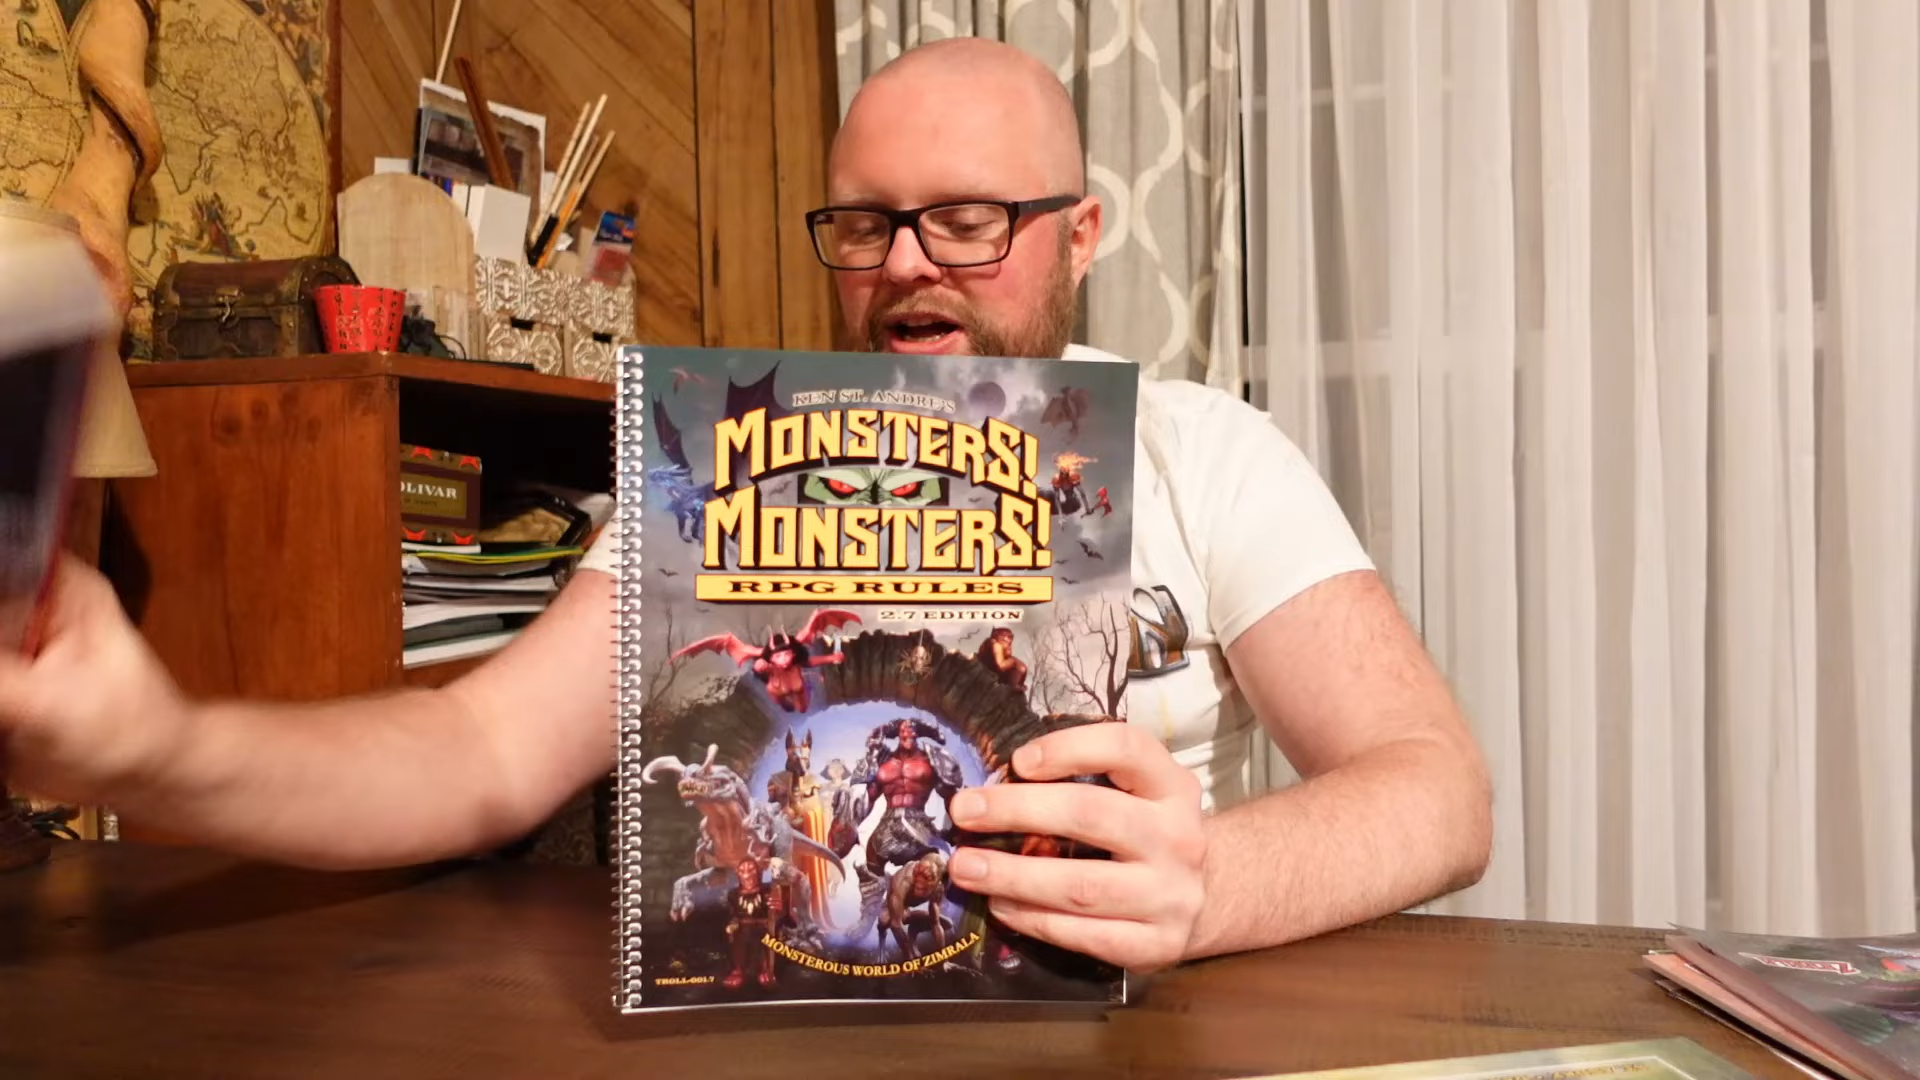 KEN ST. ANDRE'S
MONSTERS!
MONSTERS!
RPG RULES
2.7 EDITION
MONSTEROUS WORLD OF ZIMRALA
TROLL-001.7
OLIVAR